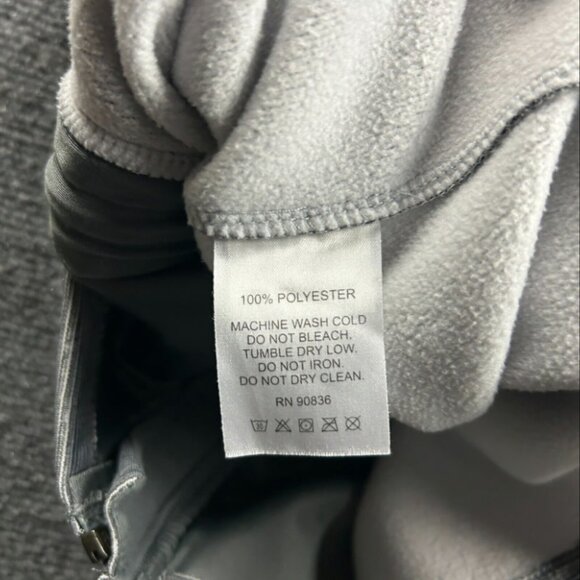 100% POLYESTER
MACHINE WASH COLD
DO NOT BLEACH.
TUMBLE DRY LOW.
DO NOT IRON.
DO NOT DRY CLEAN.
RN 90836